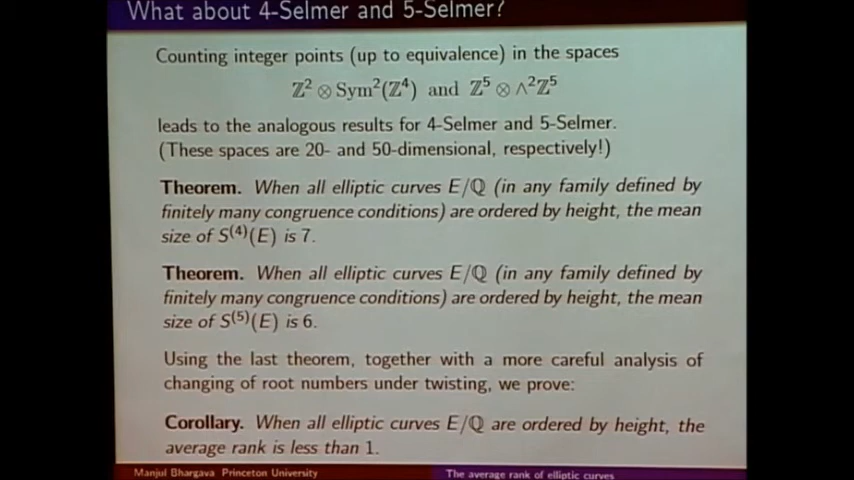 What about 4-Selmer and 5-Selmer?
Counting integer points (up to equivalence) in the spaces
ℤ² ⊗ Sym²(ℤ⁴) and ℤ⁵ ⊗ ∧²ℤ⁵
leads to the analogous results for 4-Selmer and 5-Selmer.
(These spaces are 20- and 50-dimensional, respectively!)
Theorem. When all elliptic curves E/ℚ (in any family defined by
finitely many congruence conditions) are ordered by height, the mean
size of S⁽⁴⁾(E) is 7.
Theorem. When all elliptic curves E/ℚ (in any family defined by
finitely many congruence conditions) are ordered by height, the mean
size of S⁽⁵⁾(E) is 6.
Using the last theorem, together with a more careful analysis of
changing of root numbers under twisting, we prove:
Corollary. When all elliptic curves E/ℚ are ordered by height, the
average rank is less than 1.
Manjul Bhargava Princeton University
The average rank of elliptic curves